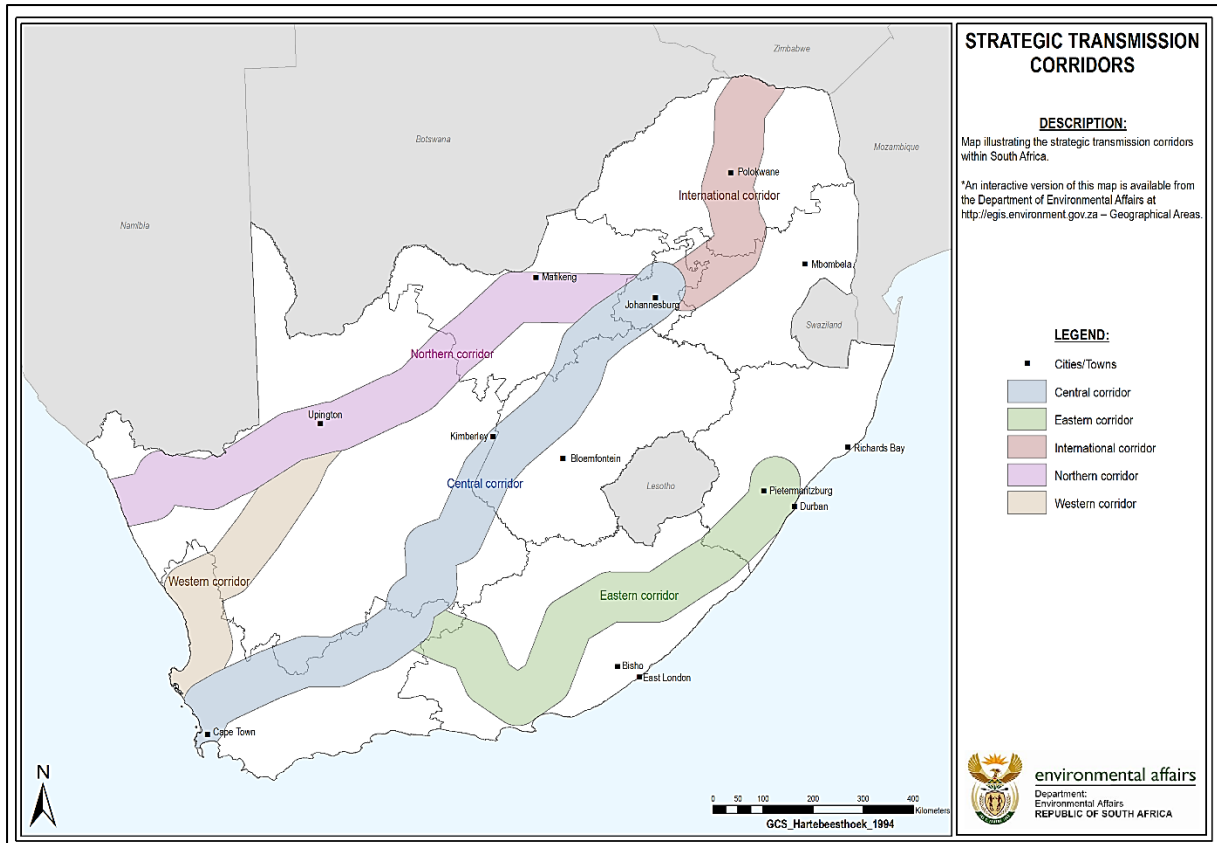 STRATEGIC TRANSMISSION
CORRIDORS
DESCRIPTION:
Map illustrating the strategic transmission corridors
within South Africa.
*An interactive version of this map is available from
the Department of Environmental Affairs at
http://egis.environment.gov.za – Geographical Areas.
LEGEND:
Cities/Towns
Central corridor
Eastern corridor
International corridor
Northern corridor
Western corridor
environmental affairs
Department:
Environmental Affairs
REPUBLIC OF SOUTH AFRICA
Zimbabwe
Botswana
Mozambique
Namibia
Polokwane
International corridor
Mbombela
Mafikeng
Johannesburg
Swaziland
Northern corridor
Upington
Kimberley
Richards Bay
Bloemfontein
Central corridor
Lesotho
Pietermaritzburg
Durban
Western corridor
Eastern corridor
Bisho
East London
Cape Town
N
0 50 100 200 300 400
Kilometers
GCS_Hartebeesthoek_1994